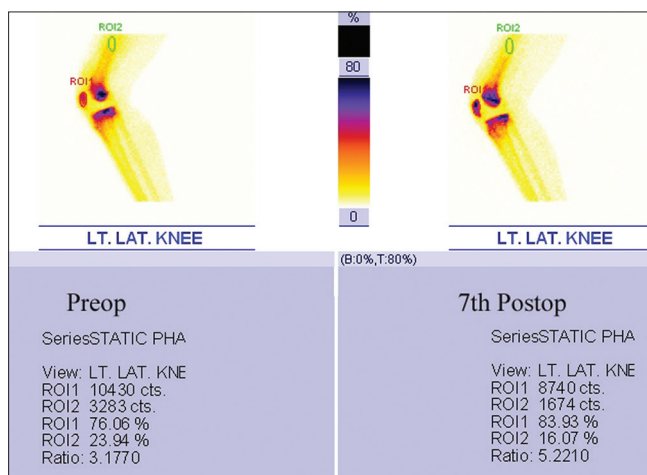 ROI2
ROI1
LT. LAT. KNEE
%
80
0
(B:0%,T:80%)
ROI2
ROI1
LT. LAT. KNEE
Preop
SeriesSTATIC PHA
View: LT. LAT. KNE
ROI1 10430 cts.
ROI2 3283 cts.
ROI1 76.06 %
ROI2 23.94 %
Ratio: 3.1770
7th Postop
SeriesSTATIC PHA
View: LT. LAT. KNE
ROI1 8740 cts.
ROI2 1674 cts.
ROI1 83.93 %
ROI2 16.07 %
Ratio: 5.2210